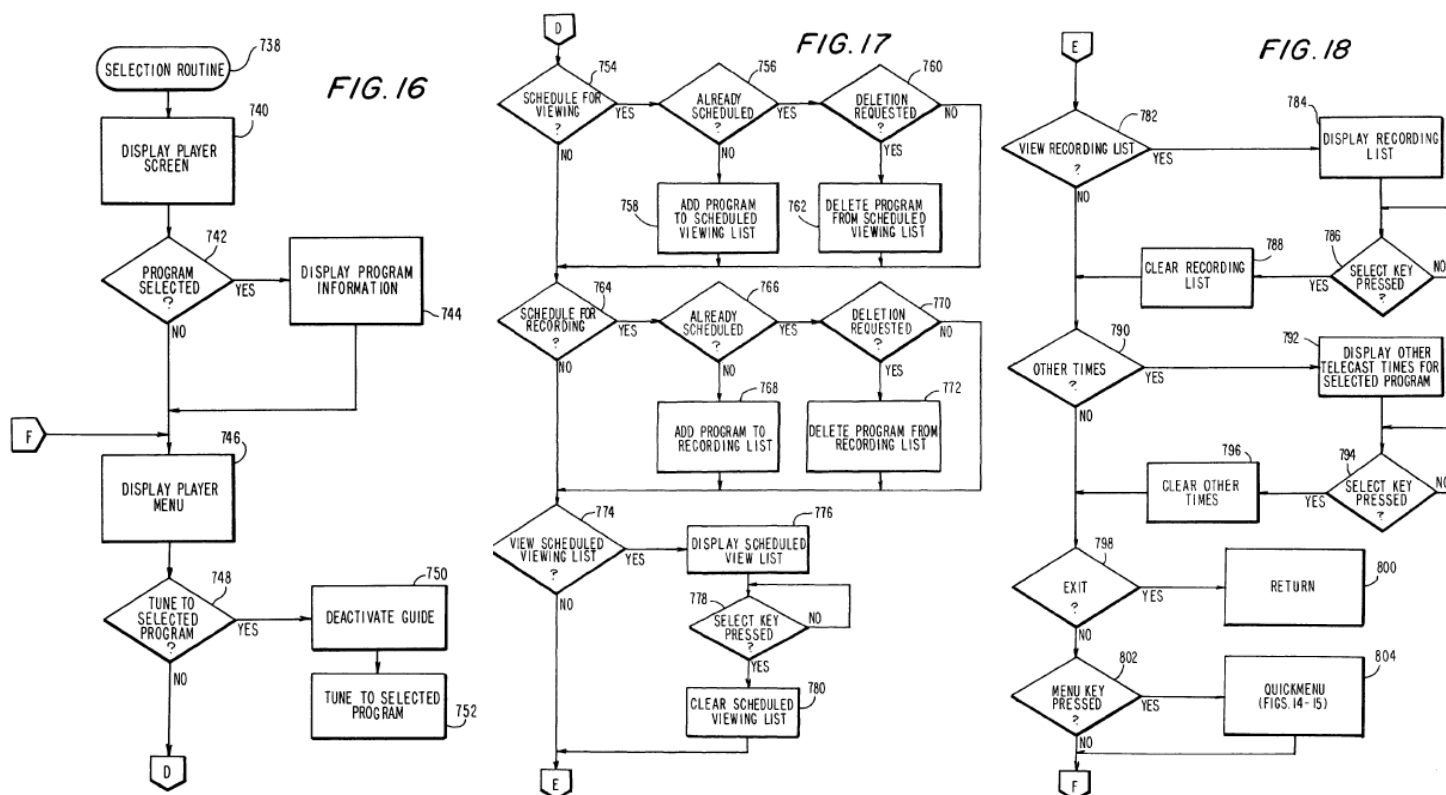 FIG. 16
738
SELECTION ROUTINE
740
DISPLAY PLAYER
SCREEN
742
PROGRAM
SELECTED
?
YES
NO
DISPLAY PROGRAM
INFORMATION
744
F
746
DISPLAY PLAYER
MENU
748
TUNE TO
SELECTED
PROGRAM
?
YES
NO
750
DEACTIVATE GUIDE
TUNE TO SELECTED
PROGRAM
752
D
FIG. 17
D
754
SCHEDULE FOR
VIEWING
?
YES
NO
756
ALREADY
SCHEDULED
?
YES
NO
760
DELETION
REQUESTED
?
NO
YES
758
ADD PROGRAM
TO SCHEDULED
VIEWING LIST
762
DELETE PROGRAM
FROM SCHEDULED
VIEWING LIST
764
SCHEDULE FOR
RECORDING
?
YES
NO
766
ALREADY
SCHEDULED
?
YES
NO
770
DELETION
REQUESTED
?
NO
YES
768
ADD PROGRAM TO
RECORDING LIST
772
DELETE PROGRAM FROM
RECORDING LIST
774
VIEW SCHEDULED
VIEWING LIST
?
YES
NO
776
DISPLAY SCHEDULED
VIEW LIST
778
SELECT KEY
PRESSED
?
NO
YES
780
CLEAR SCHEDULED
VIEWING LIST
E
FIG. 18
E
782
VIEW RECORDING LIST
?
YES
NO
784
DISPLAY RECORDING
LIST
786
SELECT KEY
PRESSED
?
YES
NO
788
CLEAR RECORDING
LIST
790
OTHER TIMES
?
YES
NO
792
DISPLAY OTHER
TELECAST TIMES FOR
SELECTED PROGRAM
794
SELECT KEY
PRESSED
?
YES
NO
796
CLEAR OTHER
TIMES
798
EXIT
?
YES
NO
800
RETURN
802
MENU KEY
PRESSED
?
YES
NO
804
QUICKMENU
(FIGS. 14-15)
F